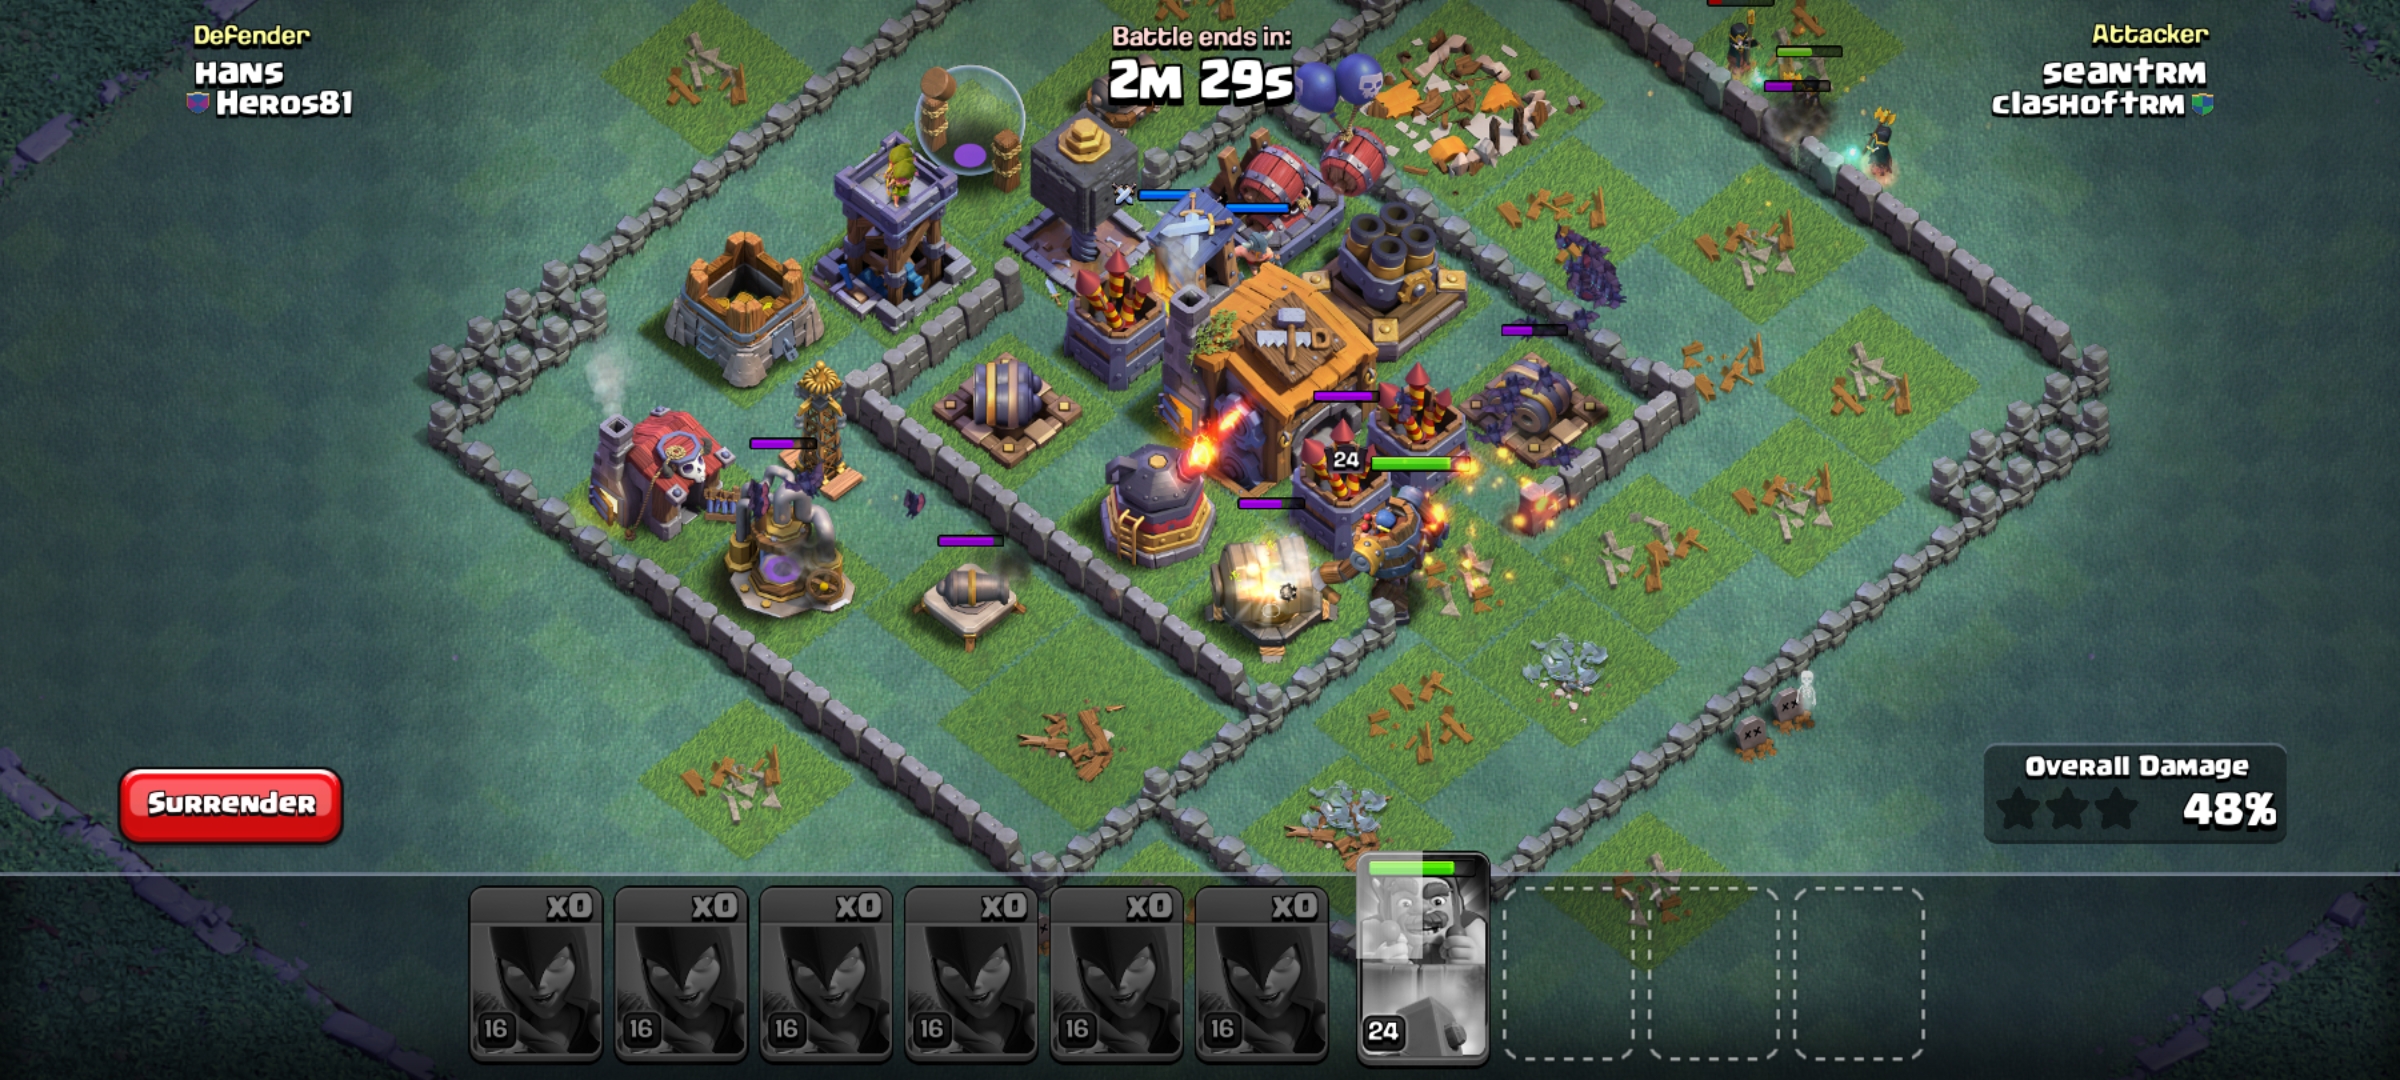 Defender
Hans
Heros81
Battle ends in:
2M 29S
Attacker
seantRM
clashoftRM
24
Surrender
Overall Damage
48%
x0
x0
x0
x0
x0
x0
16
16
16
16
16
16
24